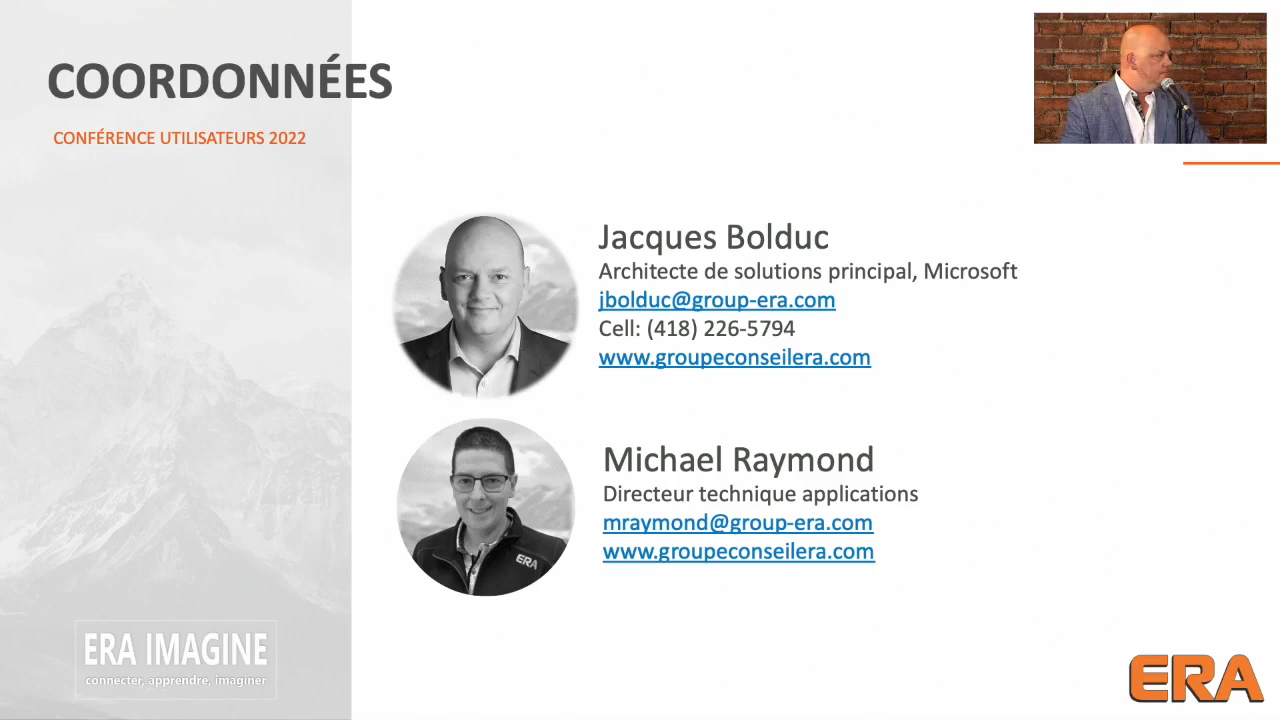 COORDONNÉES
CONFÉRENCE UTILISATEURS 2022
Jacques Bolduc
Architecte de solutions principal, Microsoft
jbolduc@group-era.com
Cell: (418) 226-5794
www.groupeconseilera.com
Michael Raymond
Directeur technique applications
mraymond@group-era.com
www.groupeconseilera.com
ERA
ERA IMAGINE
connecter, apprendre, imaginer
ERA